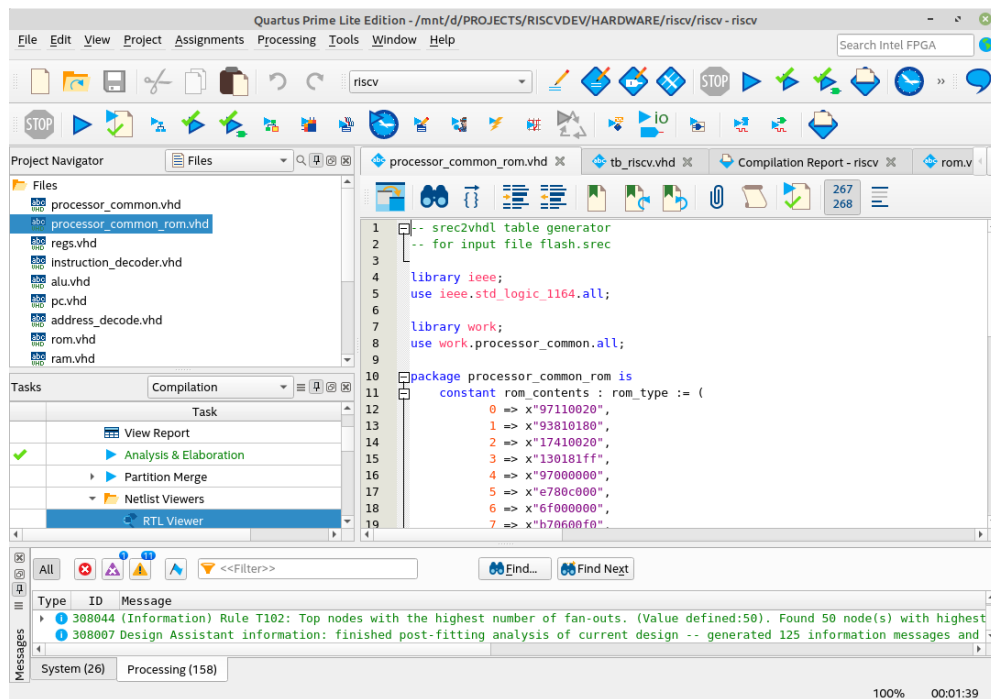 Quartus Prime Lite Edition - /mnt/d/PROJECTS/RISCVDEV/HARDWARE/riscv/riscv - riscv
File Edit View Project Assignments Processing Tools Window Help
Search Intel FPGA
STOP
riscv
STOP
»
io
Project Navigator
Files
processor_common_rom.vhd
tb_riscv.vhd
Compilation Report - riscv
rom.v
Files
processor_common.vhd
processor_common_rom.vhd
regs.vhd
instruction_decoder.vhd
alu.vhd
pc.vhd
address_decode.vhd
rom.vhd
ram.vhd
267
268
1 -- srec2vhdl table generator
2 -- for input file flash.srec
3
4 library ieee;
5 use ieee.std_logic_1164.all;
6
7 library work;
8 use work.processor_common.all;
9
10 package processor_common_rom is
11 constant rom_contents : rom_type := (
12 0 => x"97110020",
13 1 => x"93810180",
14 2 => x"17410020",
15 3 => x"130181ff",
16 4 => x"97000000",
17 5 => x"e780c000",
18 6 => x"6f000000",
19 7 => x"b70600f0",
Tasks
Compilation
Task
View Report
Analysis & Elaboration
Partition Merge
Netlist Viewers
RTL Viewer
All
1
11
<<Filter>>
Find...
Find Next
Type ID Message
308044 (Information) Rule T102: Top nodes with the highest number of fan-outs. (Value defined:50). Found 50 node(s) with highest
308007 Design Assistant information: finished post-fitting analysis of current design -- generated 125 information messages and
Messages
System (26)
Processing (158)
100% 00:01:39